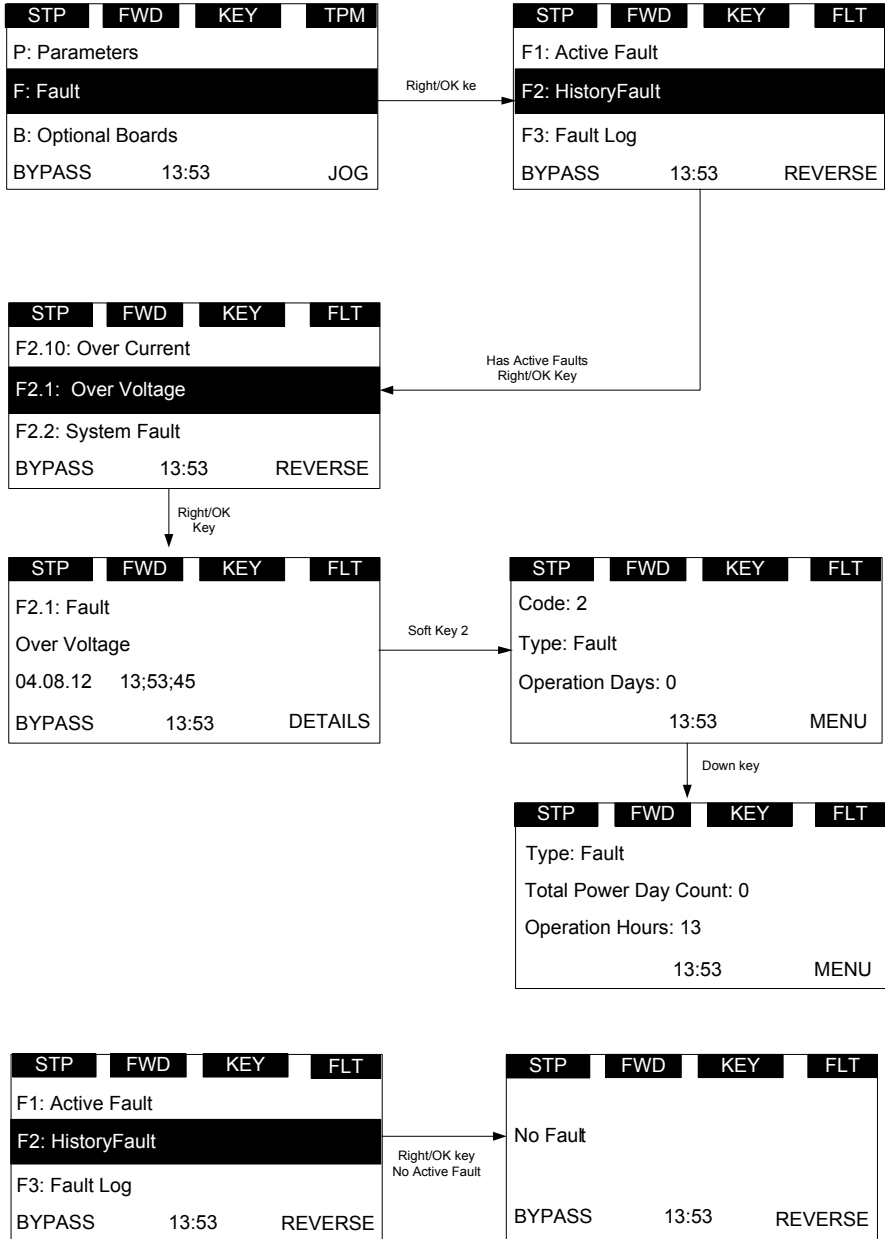 STP FWD KEY TPM
P: Parameters
F: Fault
B: Optional Boards
BYPASS 13:53 JOG
Right/OK ke
STP FWD KEY FLT
F1: Active Fault
F2: HistoryFault
F3: Fault Log
BYPASS 13:53 REVERSE
Has Active Faults
Right/OK Key
STP FWD KEY FLT
F2.10: Over Current
F2.1: Over Voltage
F2.2: System Fault
BYPASS 13:53 REVERSE
Right/OK
Key
STP FWD KEY FLT
F2.1: Fault
Over Voltage
04.08.12 13;53;45
BYPASS 13:53 DETAILS
Soft Key 2
STP FWD KEY FLT
Code: 2
Type: Fault
Operation Days: 0
13:53 MENU
Down key
STP FWD KEY FLT
Type: Fault
Total Power Day Count: 0
Operation Hours: 13
13:53 MENU
STP FWD KEY FLT
F1: Active Fault
F2: HistoryFault
F3: Fault Log
BYPASS 13:53 REVERSE
Right/OK key
No Active Fault
STP FWD KEY FLT
No Fault
BYPASS 13:53 REVERSE